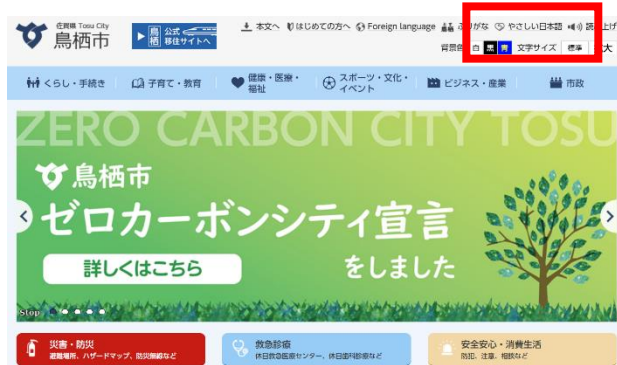 佐賀県 Tosu City
鳥栖市
鳥栖 公式 移住サイトへ
本文へ はじめての方へ Foreign language ふりがな やさしい日本語 読み上げ
背景色 白 黒 青 文字サイズ 標準 大
くらし・手続き 子育て・教育 健康・医療・福祉 スポーツ・文化・イベント ビジネス・産業 市政
ZERO CARBON CITY TOSU
鳥栖市
ゼロカーボンシティ宣言
詳しくはこちら をしました
Stop
災害・防災 救急診療 安全安心・消費生活
避難場所、ハザードマップ、防災無線など 休日救急医療センター、休日歯科診療など 防犯、注意、相談など